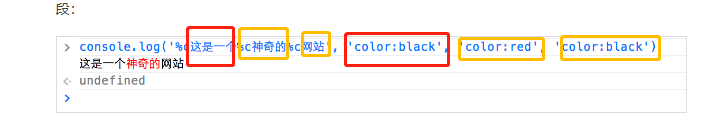 段：
> console.log('%c这是一个%c神奇的%c网站', 'color:black', 'color:red', 'color:black')
这是一个神奇的网站
< undefined
>